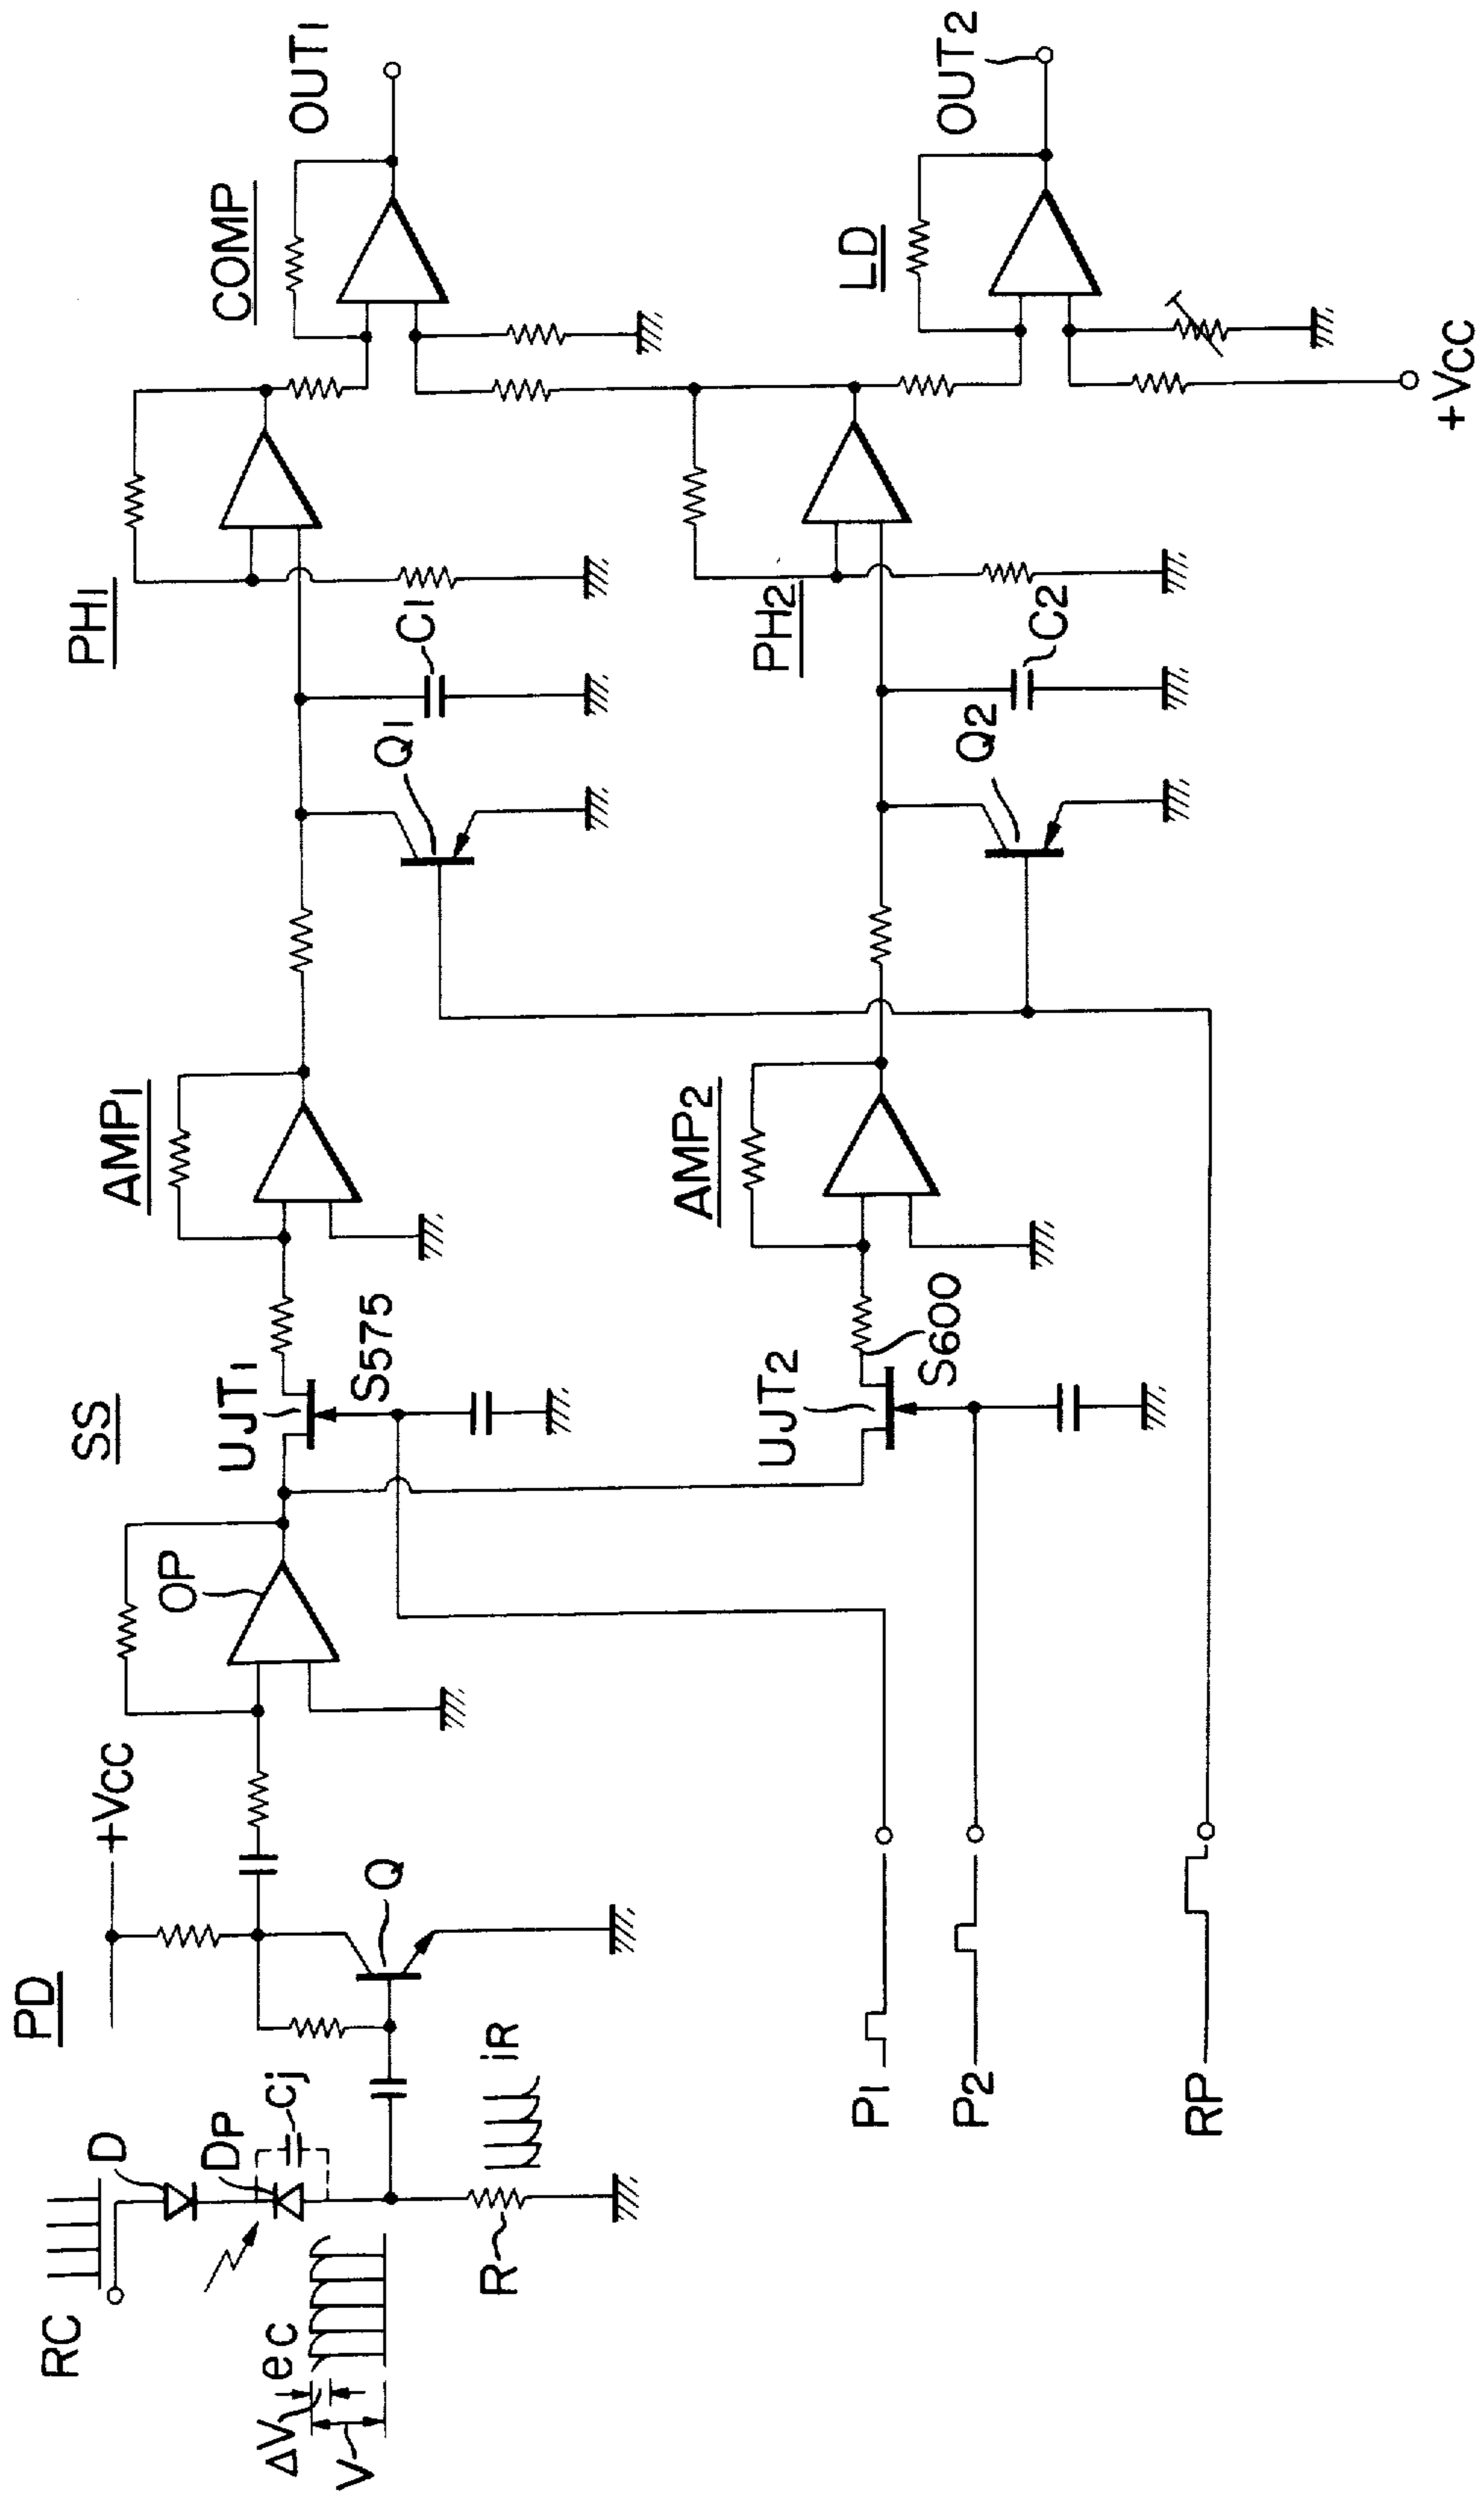 PD
SS
AMP1
PH1
COMP
OUT1
RC
D
DP
Cj
+VCC
OP
UJT1
S575
Q1
C1
ΔV
ec
V
R
iR
Q
UJT2
S600
AMP2
PH2
Q2
C2
LD
OUT2
P1
P2
RP
+VCC